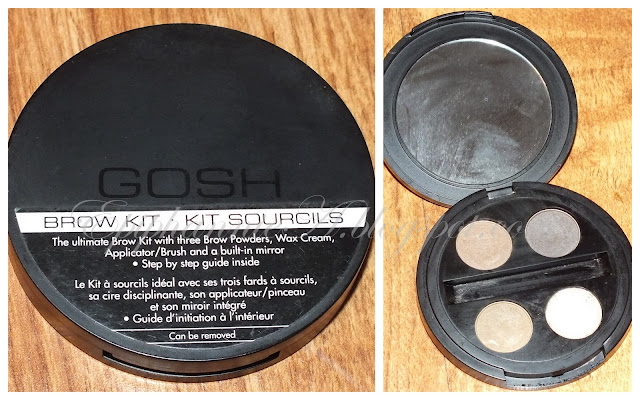 GOSH
BROW KIT / KIT SOURCILS
The ultimate Brow Kit with three Brow Powders, Wax Cream,
Applicator/Brush and a built-in mirror
• Step by step guide inside
Le Kit à sourcils idéal avec ses trois fards à sourcils,
sa cire disciplinante, son applicateur/pinceau
et son miroir intégré
• Guide d'initiation à l'intérieur
Can be removed